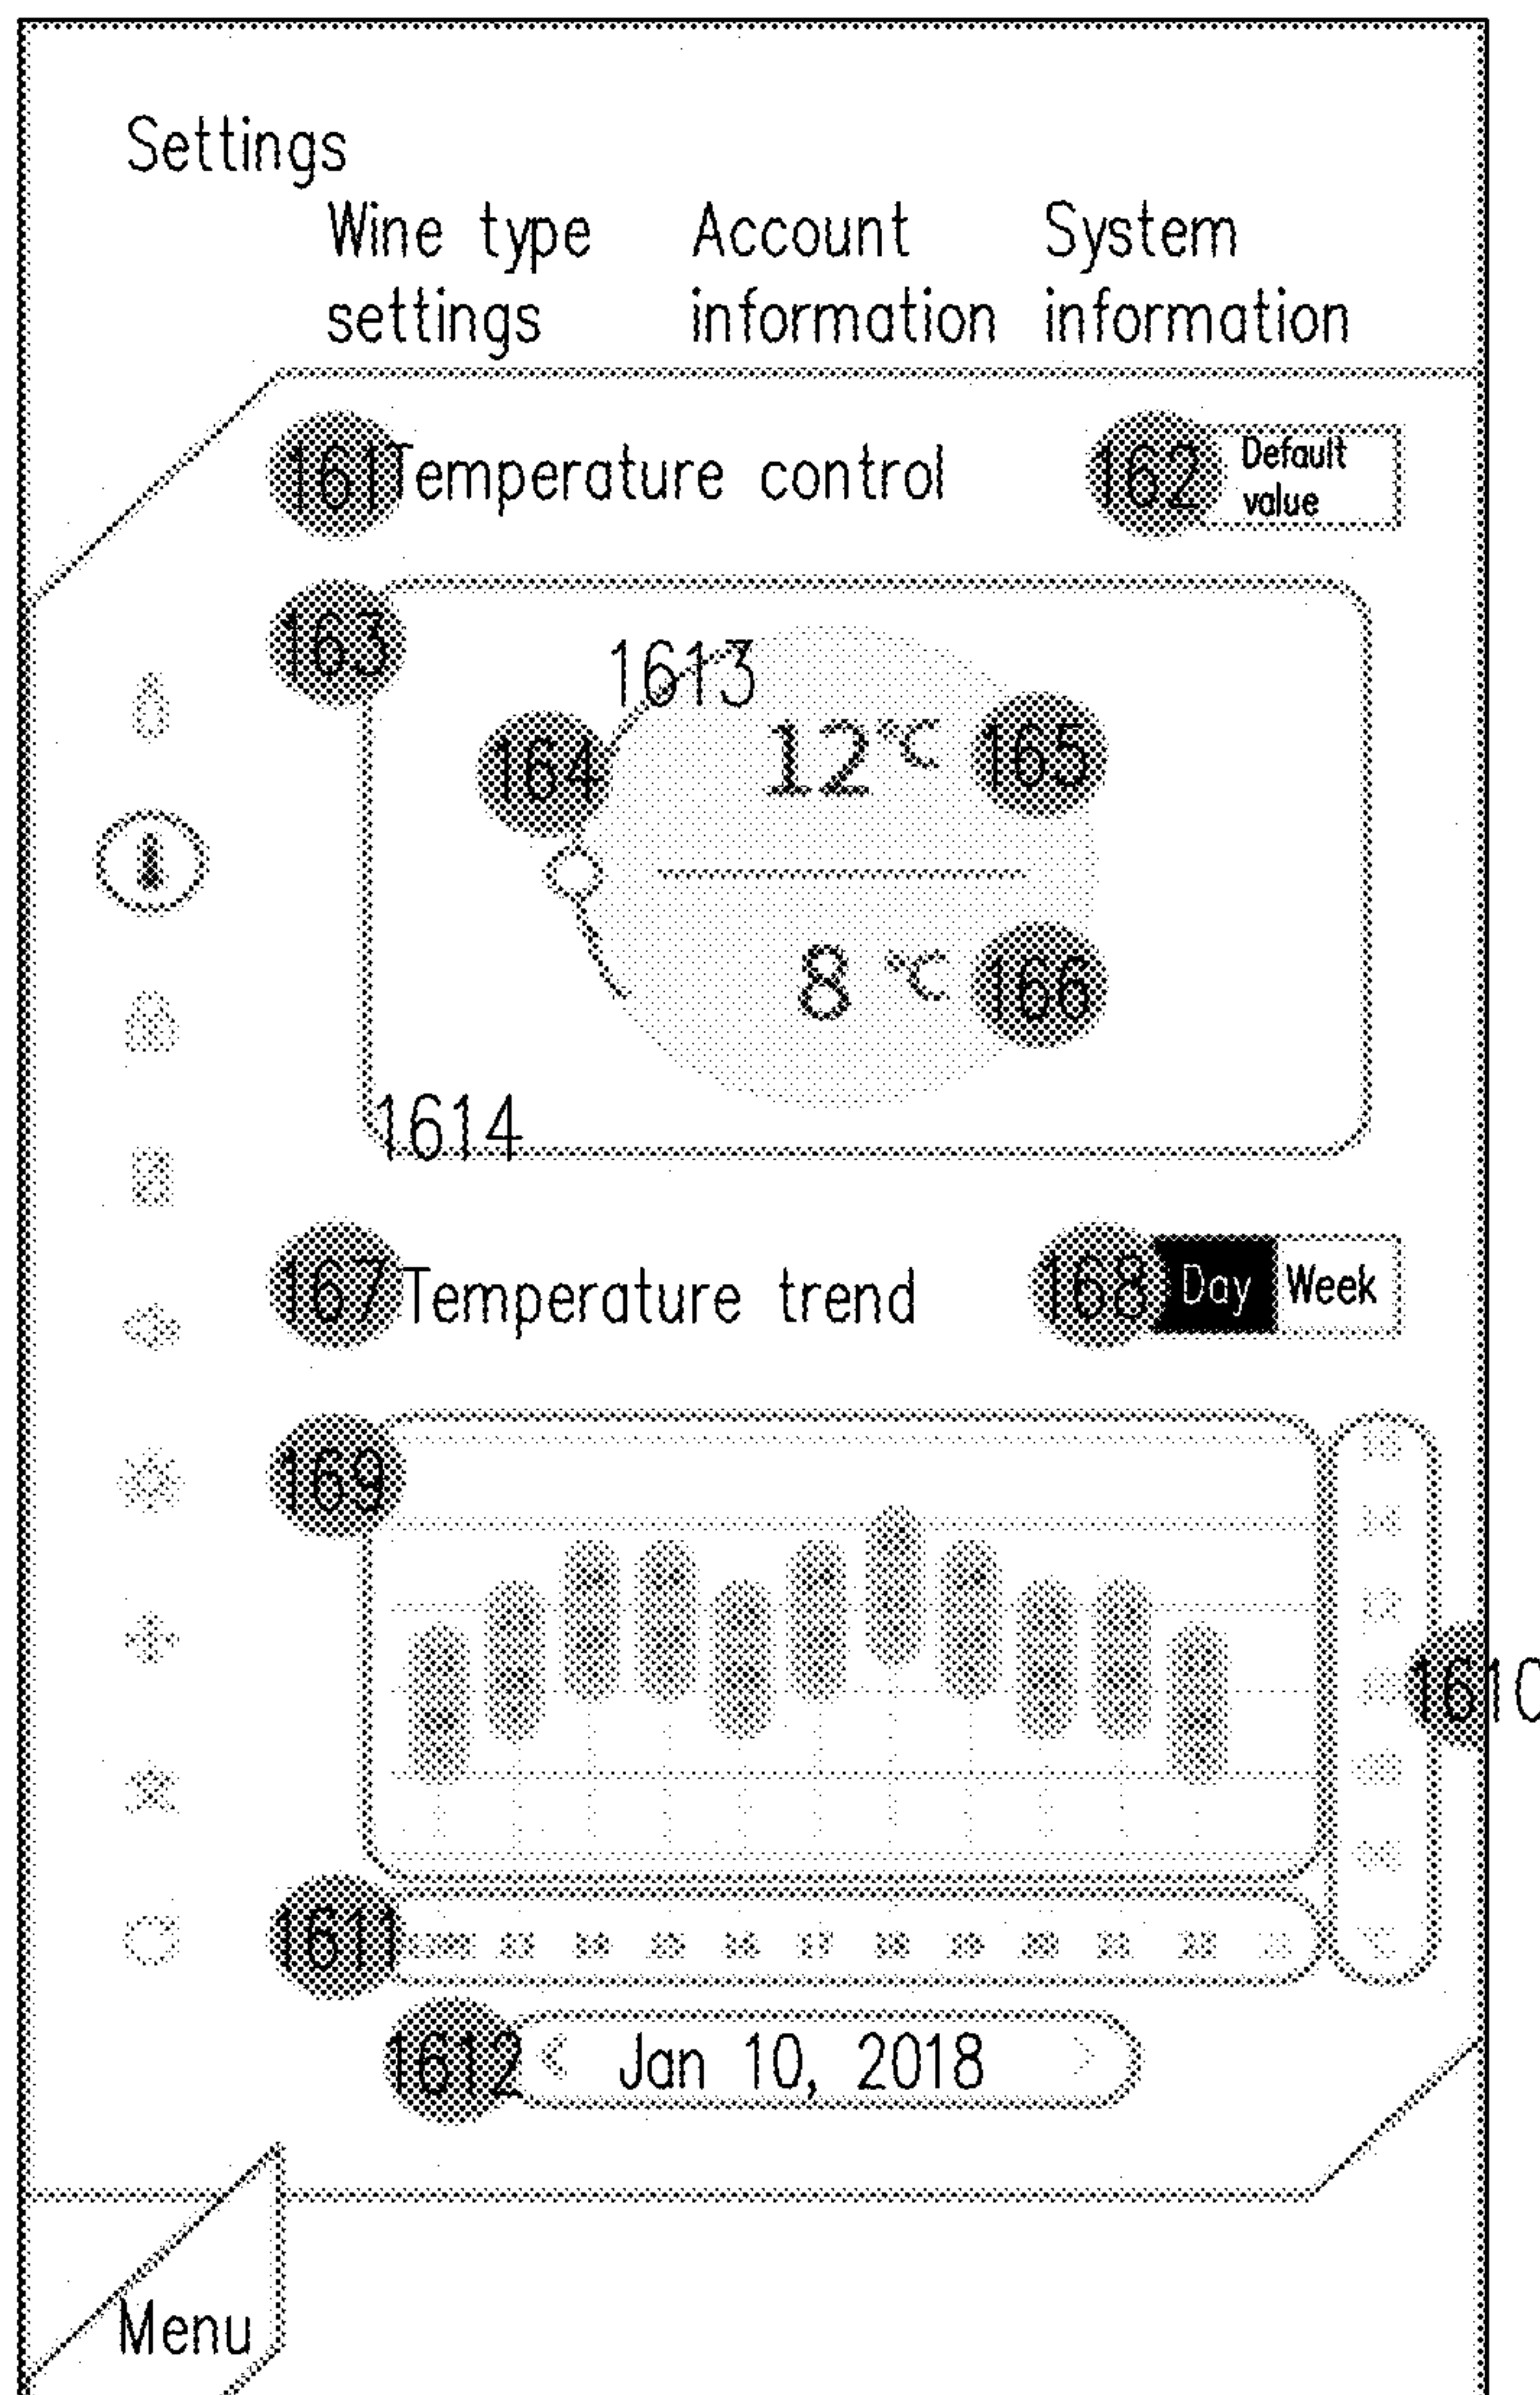 Settings
Wine type settings
Account information
System information
161 Temperature control
162 Default value
163
1613
164
12℃ 165
8 ℃ 166
1614
167 Temperature trend
168 Day Week
169
1610
1611
1612 < Jan 10, 2018 >
Menu